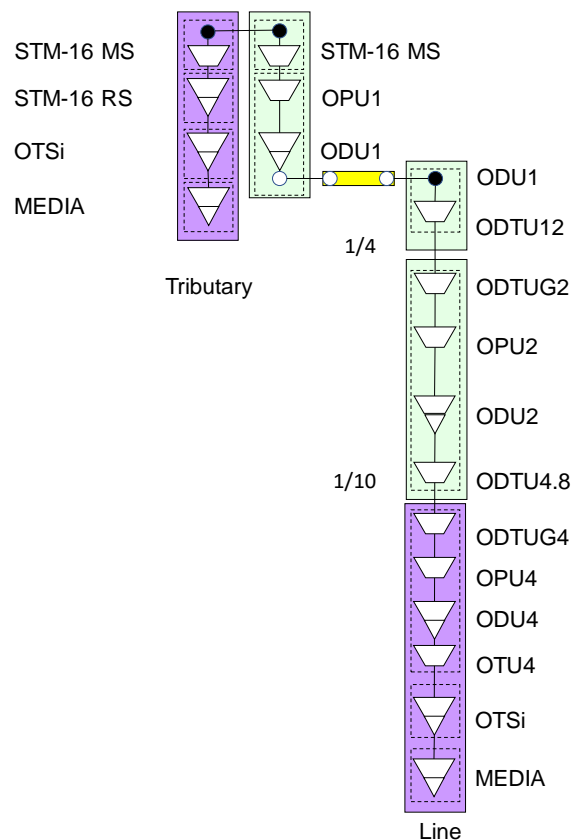 STM-16 MS
STM-16 RS
OTSi
MEDIA
Tributary
STM-16 MS
OPU1
ODU1
ODU1
ODTU12
1/4
ODTUG2
OPU2
ODU2
1/10
ODTU4.8
ODTUG4
OPU4
ODU4
OTU4
OTSi
MEDIA
Line